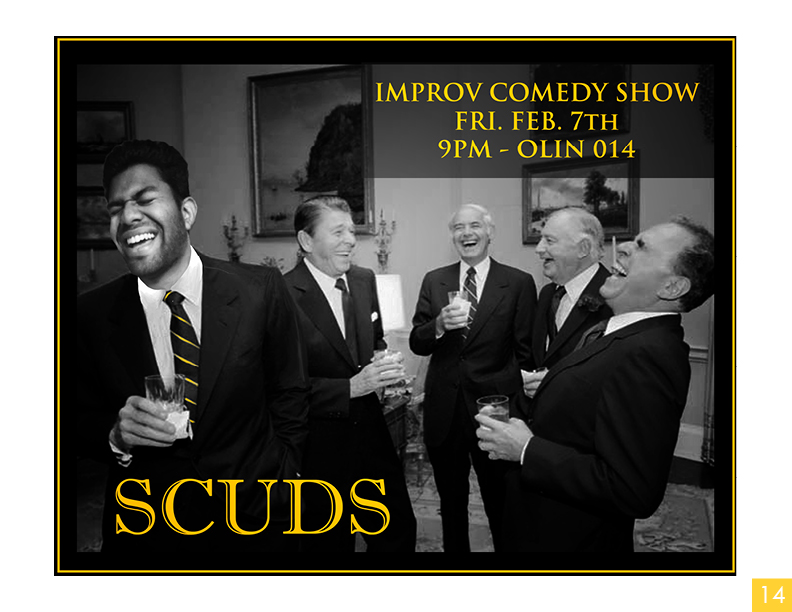 IMPROV COMEDY SHOW
FRI. FEB. 7TH
9PM - OLIN 014
SCUDS
14